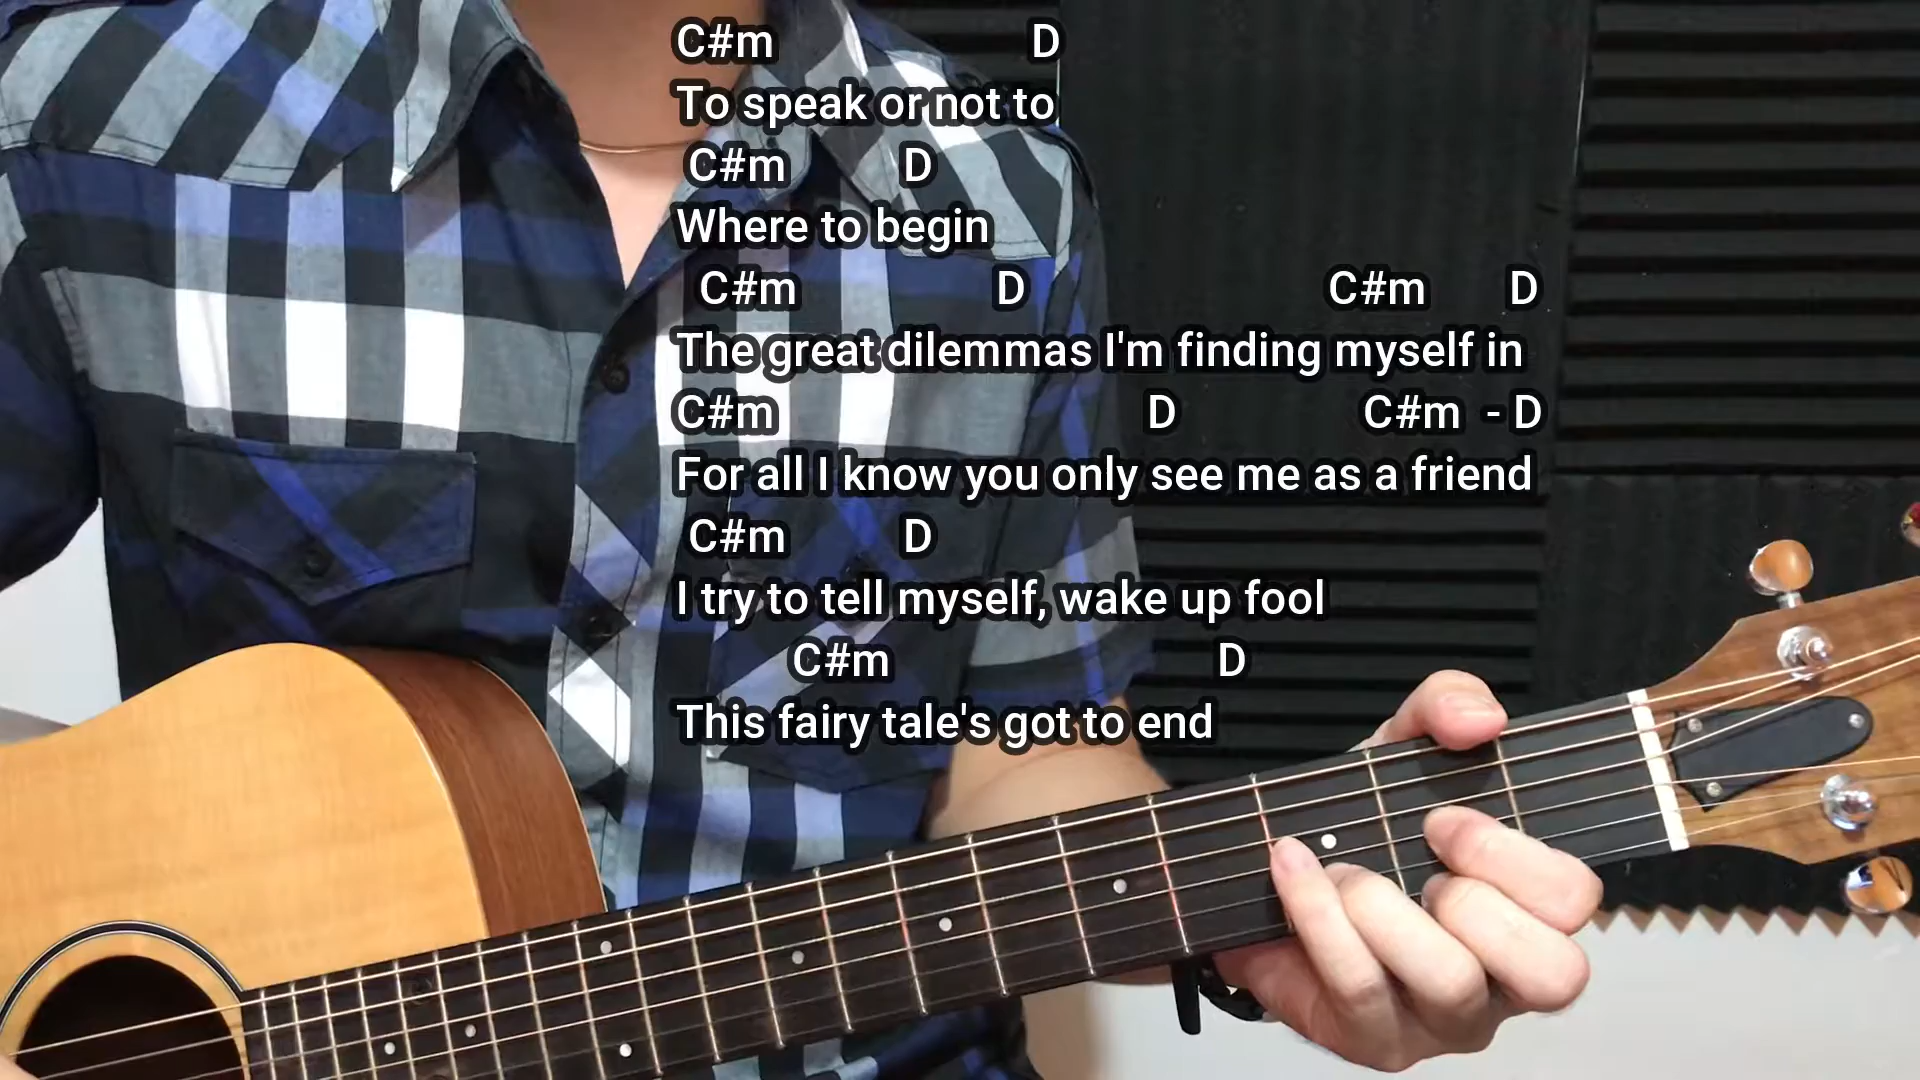 C#m D
To speak or not to
C#m D
Where to begin
C#m D C#m D
The great dilemmas I'm finding myself in
C#m D C#m - D
For all I know you only see me as a friend
C#m D
I try to tell myself, wake up fool
C#m D
This fairy tale's got to end